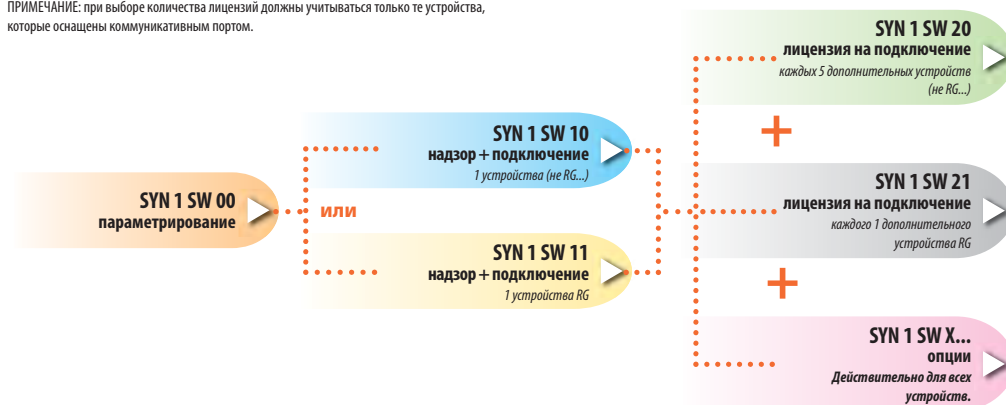 ПРИМЕЧАНИЕ: при выборе количества лицензий должны учитываться только те устройства,
которые оснащены коммуникативным портом.
SYN 1 SW 00
параметрирование
или
SYN 1 SW 10
надзор + подключение
1 устройства (не RG...)
SYN 1 SW 11
надзор + подключение
1 устройства RG
SYN 1 SW 20
лицензия на подключение
каждых 5 дополнительных устройств
(не RG...)
+
SYN 1 SW 21
лицензия на подключение
каждого 1 дополнительного
устройства RG
+
SYN 1 SW X...
опции
Действительно для всех
устройств.